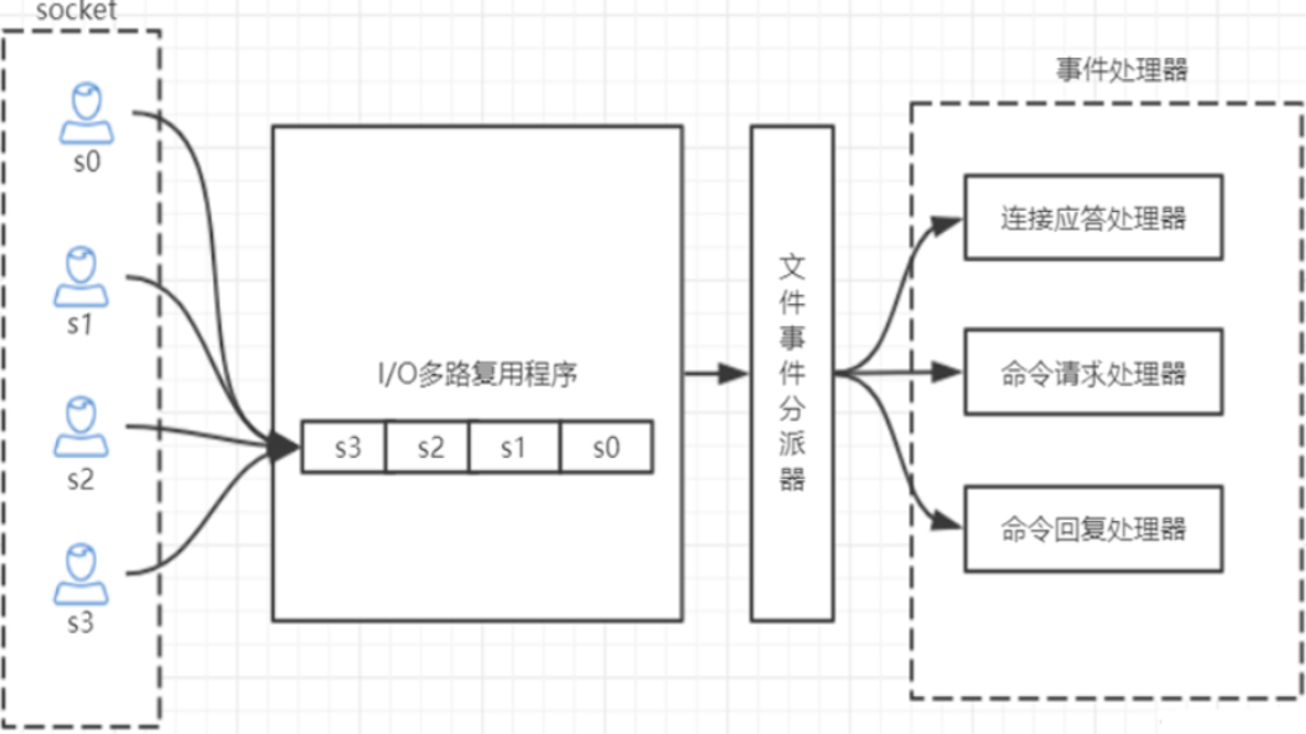 socket
s0
s1
s2
s3
I/O多路复用程序
s3 s2 s1 s0
文件事件分派器
事件处理器
连接应答处理器
命令请求处理器
命令回复处理器